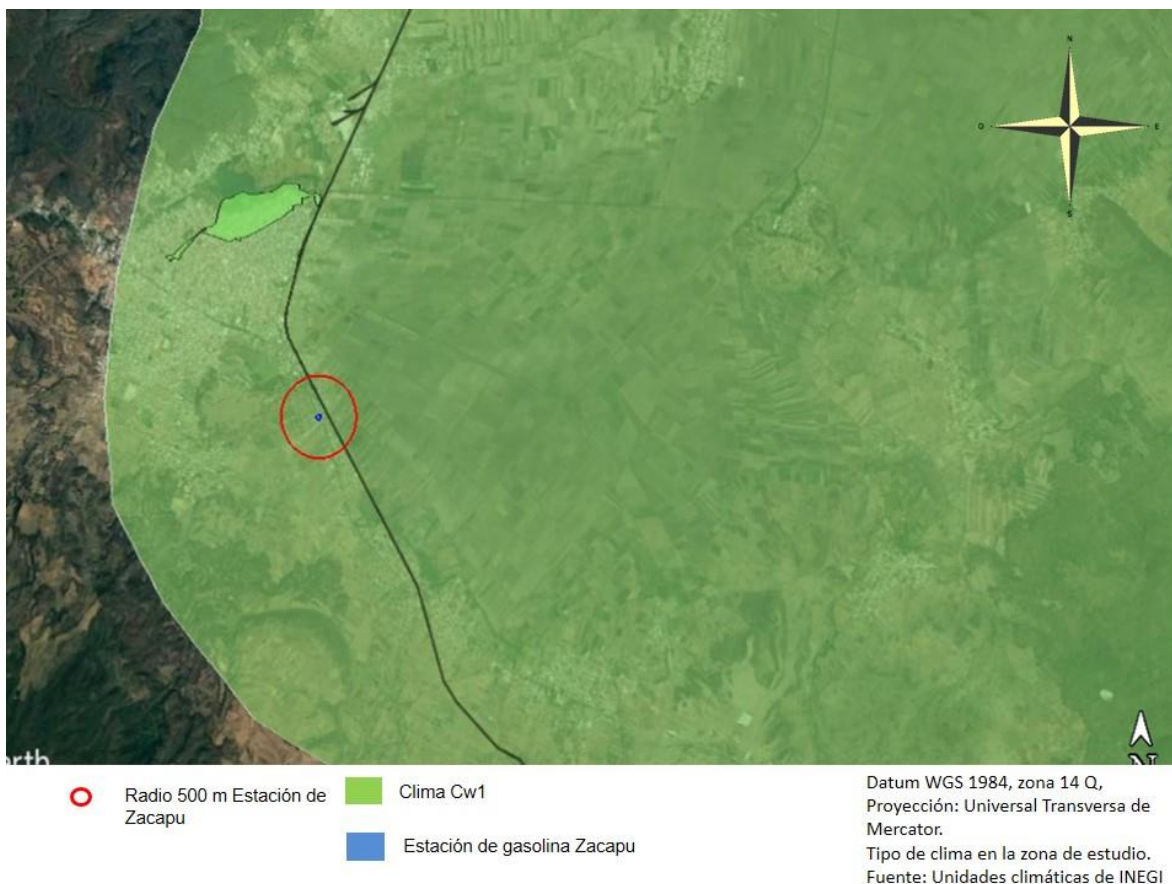 N
O
E
S
Radio 500 m Estación de
Zacapu
Clima Cw1
Estación de gasolina Zacapu
Datum WGS 1984, zona 14 Q,
Proyección: Universal Transversa de
Mercator.
Tipo de clima en la zona de estudio.
Fuente: Unidades climáticas de INEGI